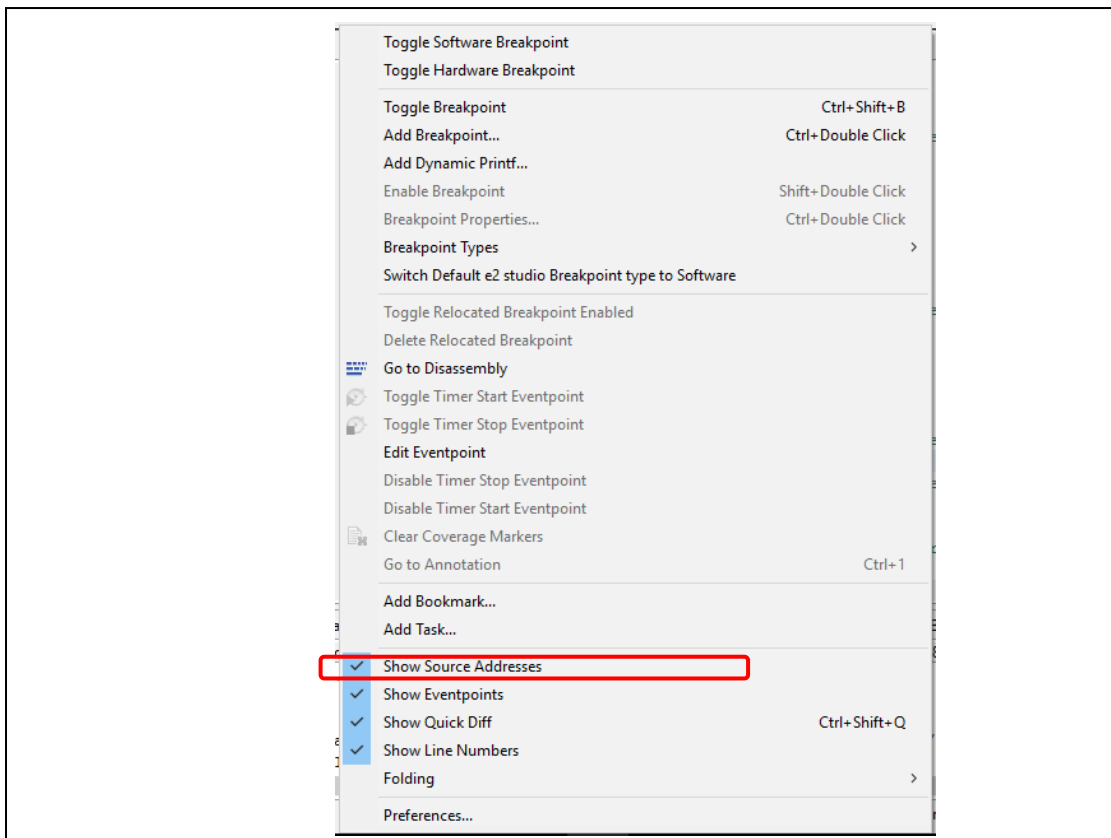 Toggle Software Breakpoint
Toggle Hardware Breakpoint
Toggle Breakpoint Ctrl+Shift+B
Add Breakpoint... Ctrl+Double Click
Add Dynamic Printf...
Enable Breakpoint Shift+Double Click
Breakpoint Properties... Ctrl+Double Click
Breakpoint Types
Switch Default e2 studio Breakpoint type to Software
Toggle Relocated Breakpoint Enabled
Delete Relocated Breakpoint
Go to Disassembly
Toggle Timer Start Eventpoint
Toggle Timer Stop Eventpoint
Edit Eventpoint
Disable Timer Stop Eventpoint
Disable Timer Start Eventpoint
Clear Coverage Markers
Go to Annotation Ctrl+1
Add Bookmark...
Add Task...
Show Source Addresses
Show Eventpoints
Show Quick Diff Ctrl+Shift+Q
Show Line Numbers
Folding
Preferences...